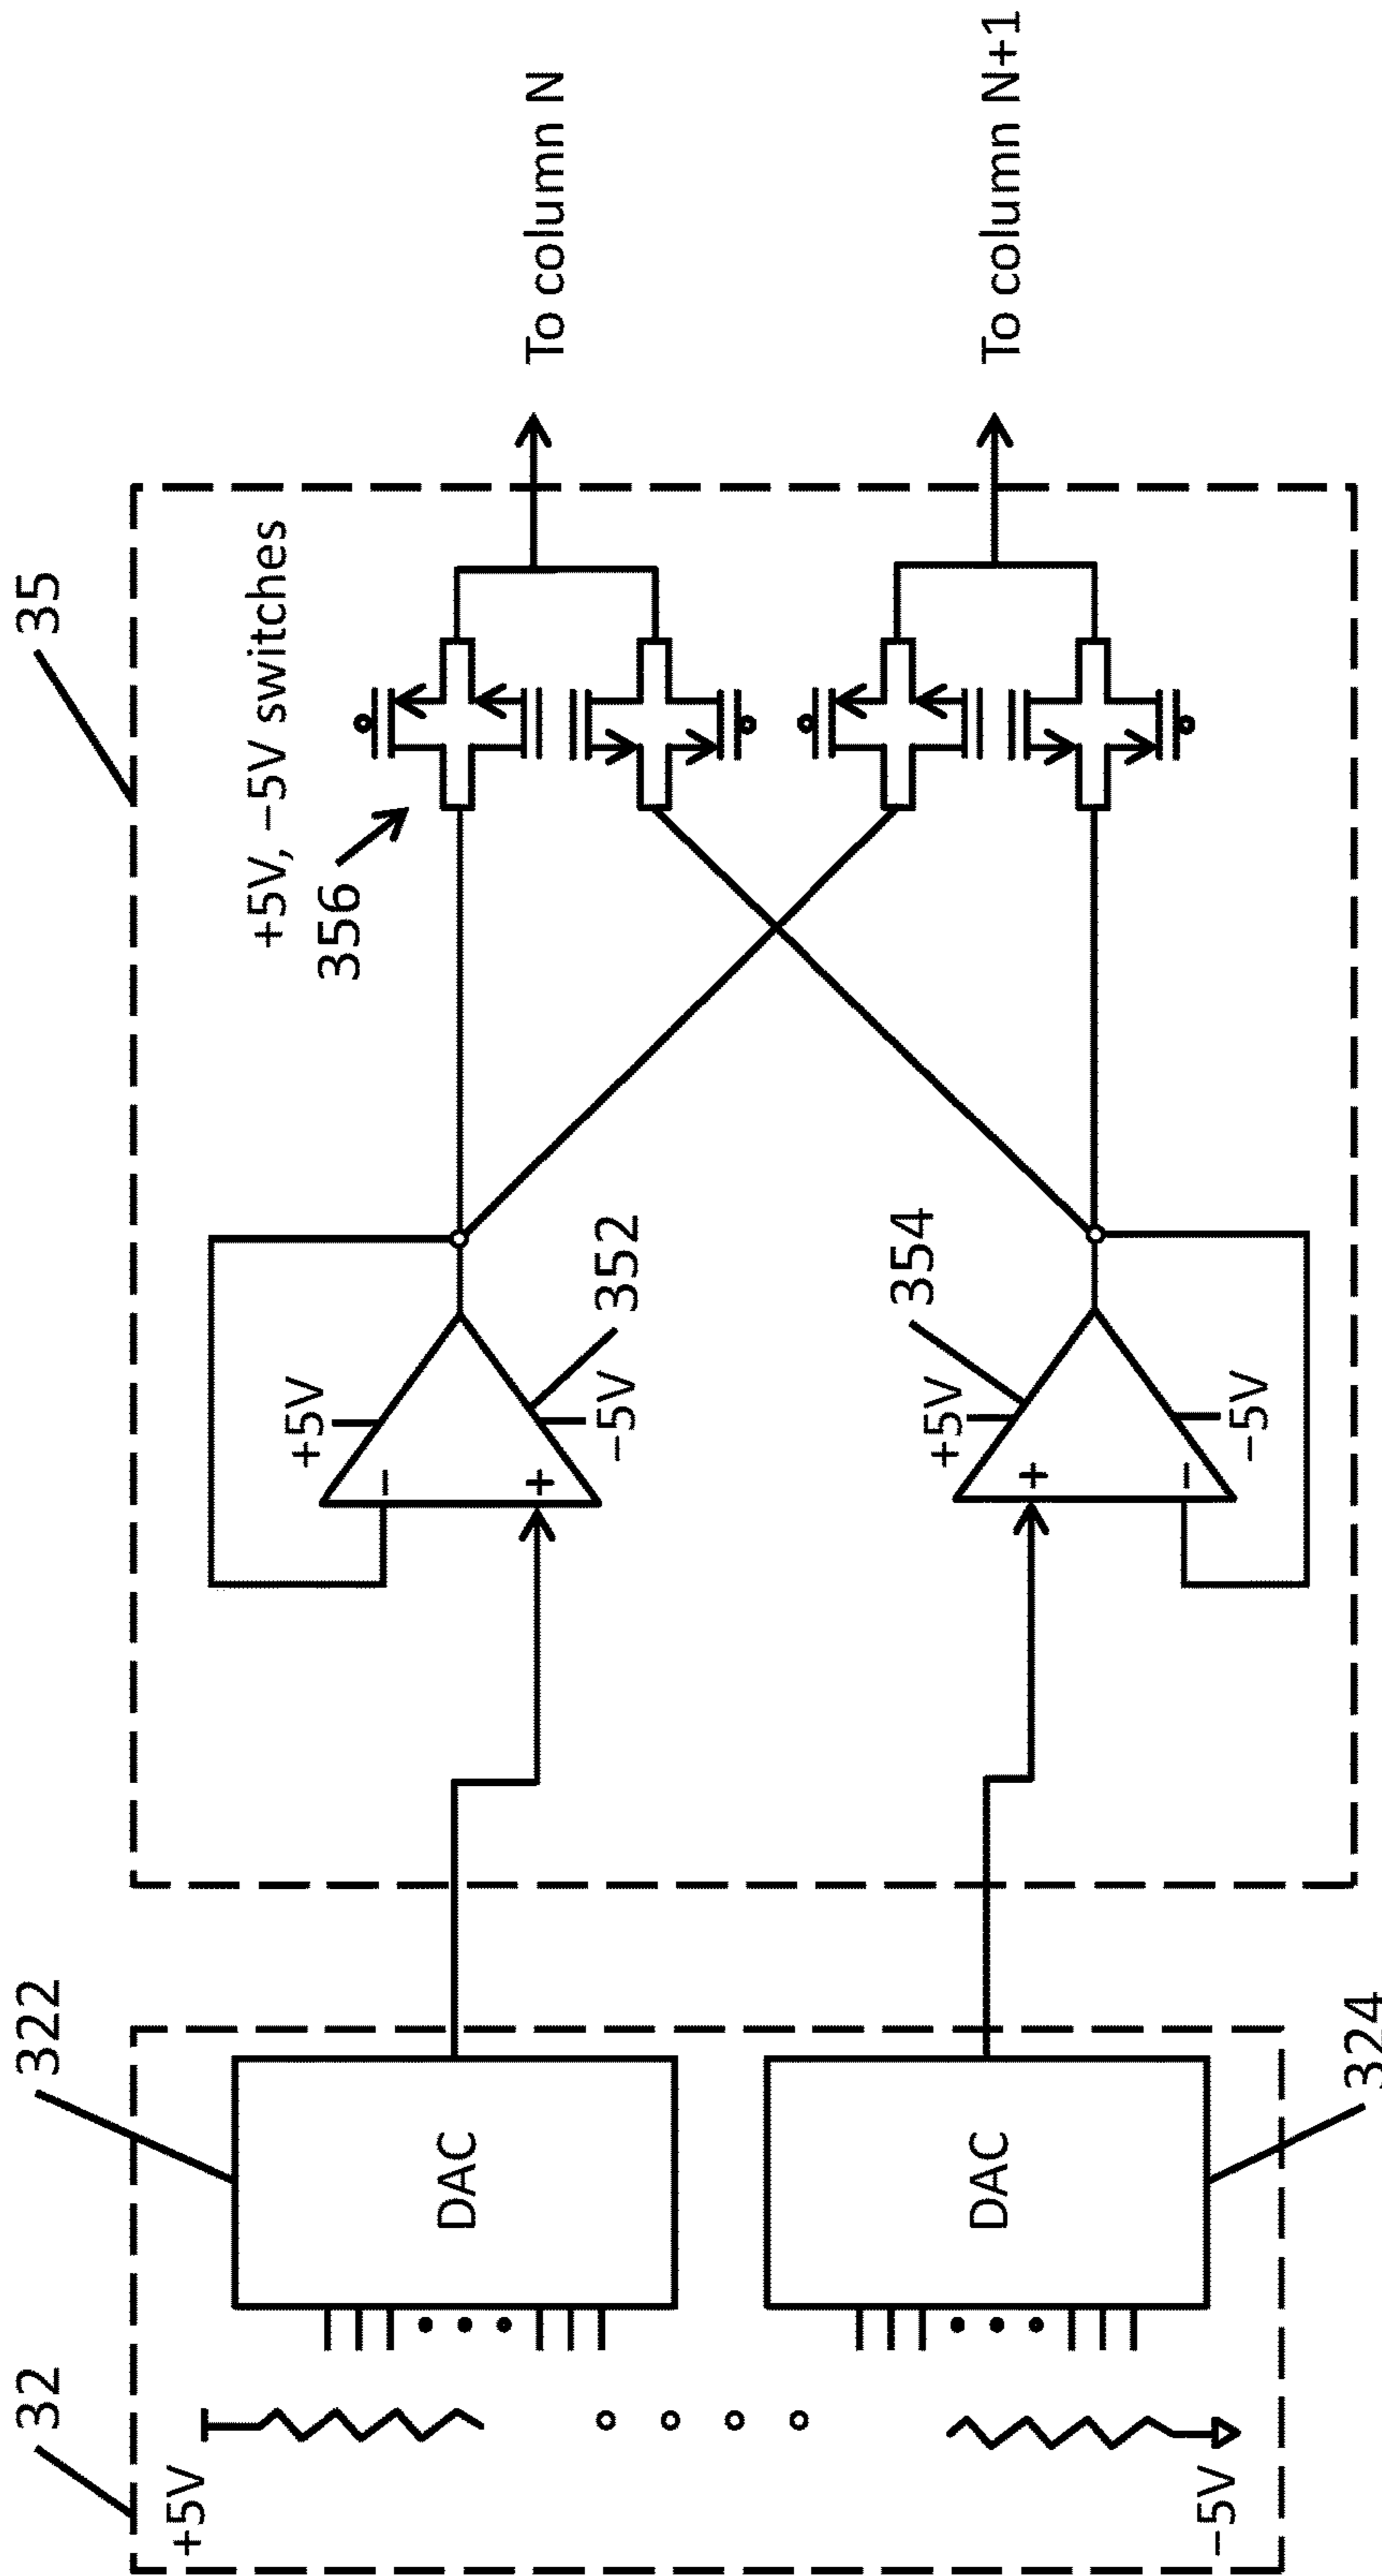 32
322
35
+5V
DAC
+5V
−
+
−5V
352
+5V, −5V switches
356
To column N
DAC
+5V
354
+
−
−5V
To column N+1
−5V
324